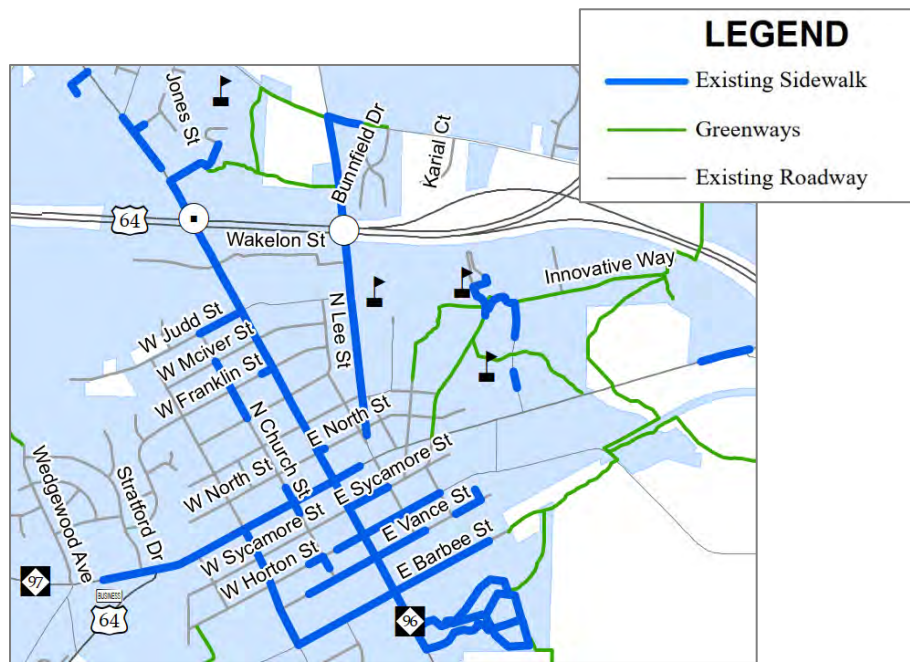 LEGEND
Existing Sidewalk
Greenways
Existing Roadway
Jones St
Bunnfield Dr
Karial Ct
64
Wakelon St
Innovative Way
N Lee St
W Judd St
W Mciver St
W Franklin St
N Church St
E North St
W North St
E Sycamore St
Wedgewood Ave
Stratford Dr
W Sycamore St
E Vance St
W Horton St
E Barbee St
97
BUSINESS
64
96